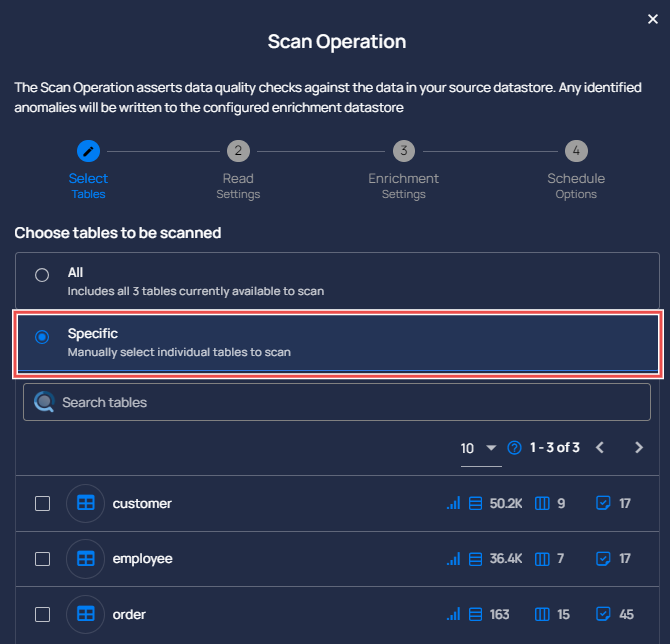 Scan Operation
The Scan Operation asserts data quality checks against the data in your source datastore. Any identified
anomalies will be written to the configured enrichment datastore
2 3 4
Select Read Enrichment Schedule
Tables Settings Settings Options
Choose tables to be scanned
All
Includes all 3 tables currently available to scan
Specific
Manually select individual tables to scan
Search tables
10 ? 1 - 3 of 3
customer 50.2K 9 17
employee 36.4K 7 17
order 163 15 45